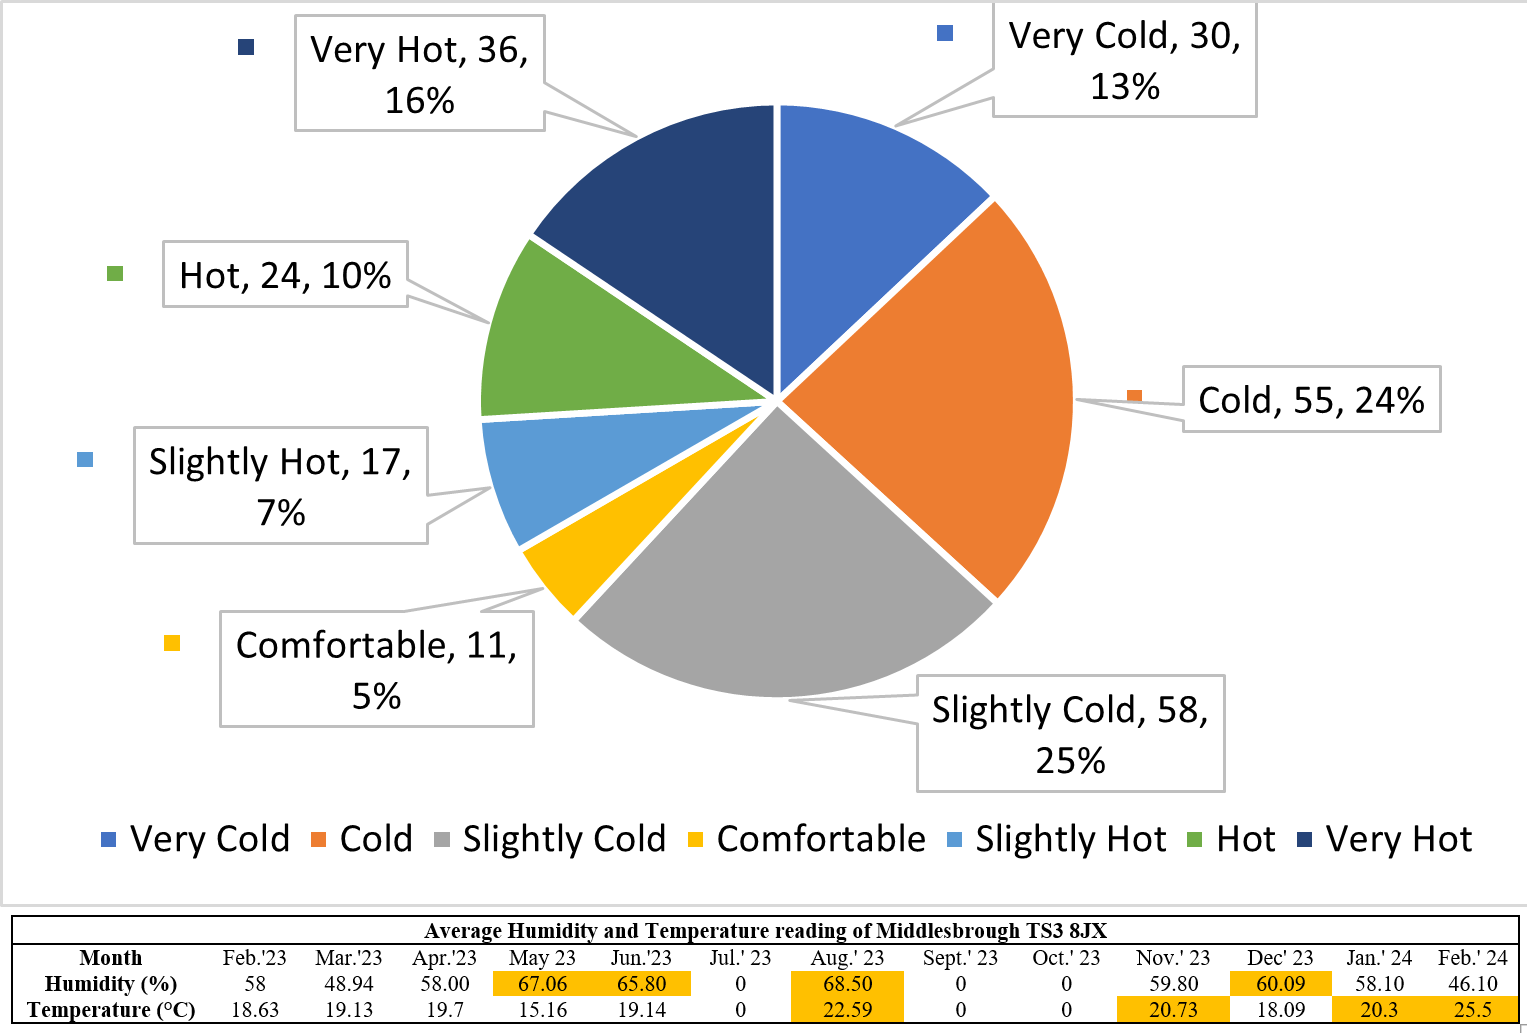 Very Hot, 36,
16%
Very Cold, 30,
13%
Hot, 24, 10%
Cold, 55, 24%
Slightly Hot, 17,
7%
Comfortable, 11,
5%
Slightly Cold, 58,
25%
Very Cold Cold Slightly Cold Comfortable Slightly Hot Hot Very Hot
Average Humidity and Temperature reading of Middlesbrough TS3 8JX
Month Feb.'23 Mar.'23 Apr.'23 May 23 Jun.'23 Jul.' 23 Aug.' 23 Sept.' 23 Oct.' 23 Nov.' 23 Dec' 23 Jan.' 24 Feb.' 24
Humidity (%) 58 48.94 58.00 67.06 65.80 0 68.50 0 0 59.80 60.09 58.10 46.10
Temperature (°C) 18.63 19.13 19.7 15.16 19.14 0 22.59 0 0 20.73 18.09 20.3 25.5